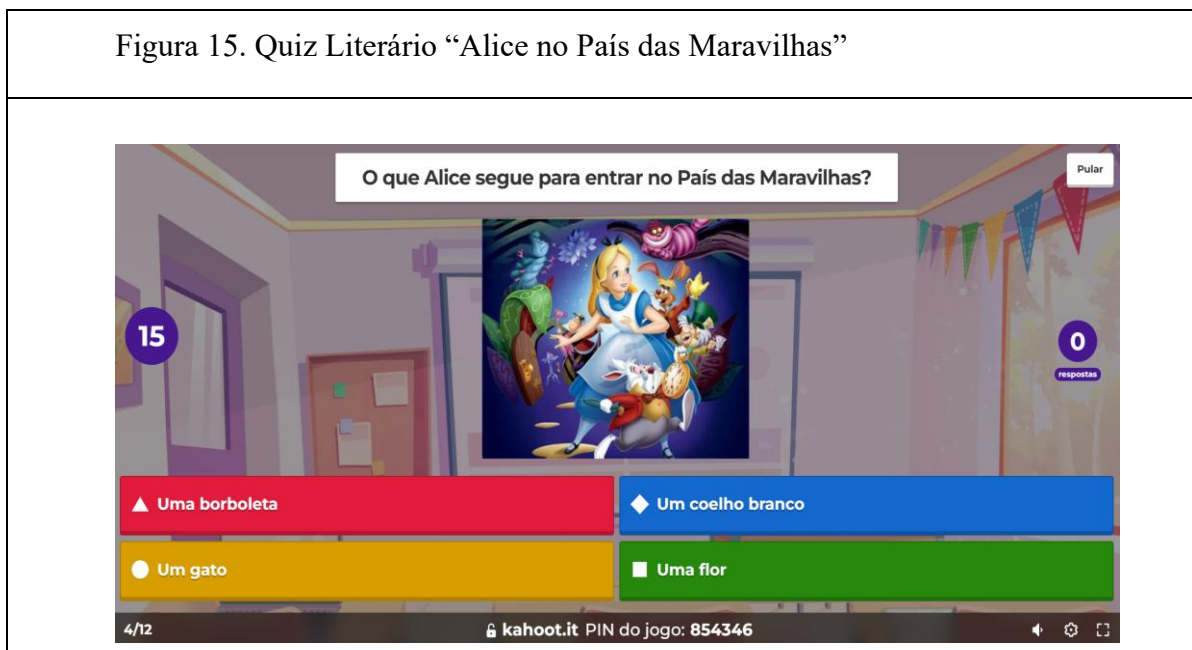 Figura 15. Quiz Literário “Alice no País das Maravilhas”
O que Alice segue para entrar no País das Maravilhas?
Pular
15
0
respostas
Uma borboleta
Um coelho branco
Um gato
Uma flor
4/12
kahoot.it PIN do jogo: 854346